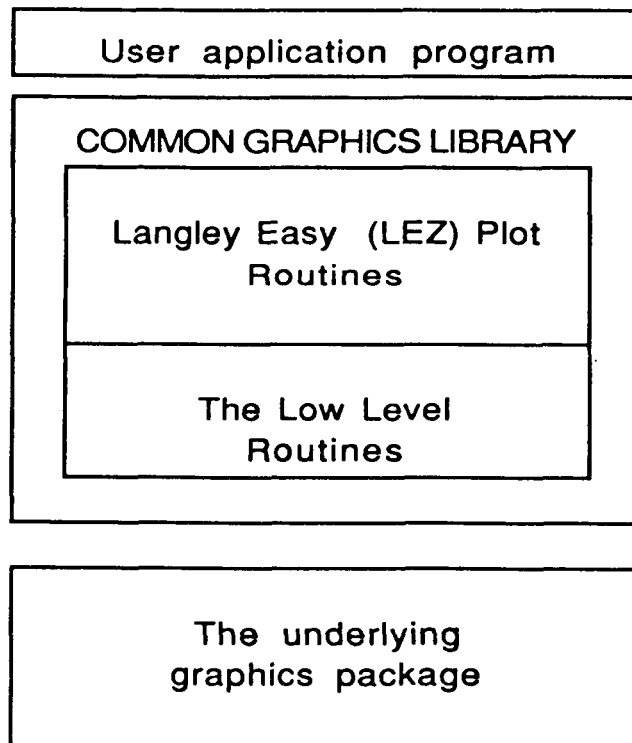 User application program
COMMON GRAPHICS LIBRARY
Langley Easy (LEZ) Plot
Routines
The Low Level
Routines
The underlying
graphics package